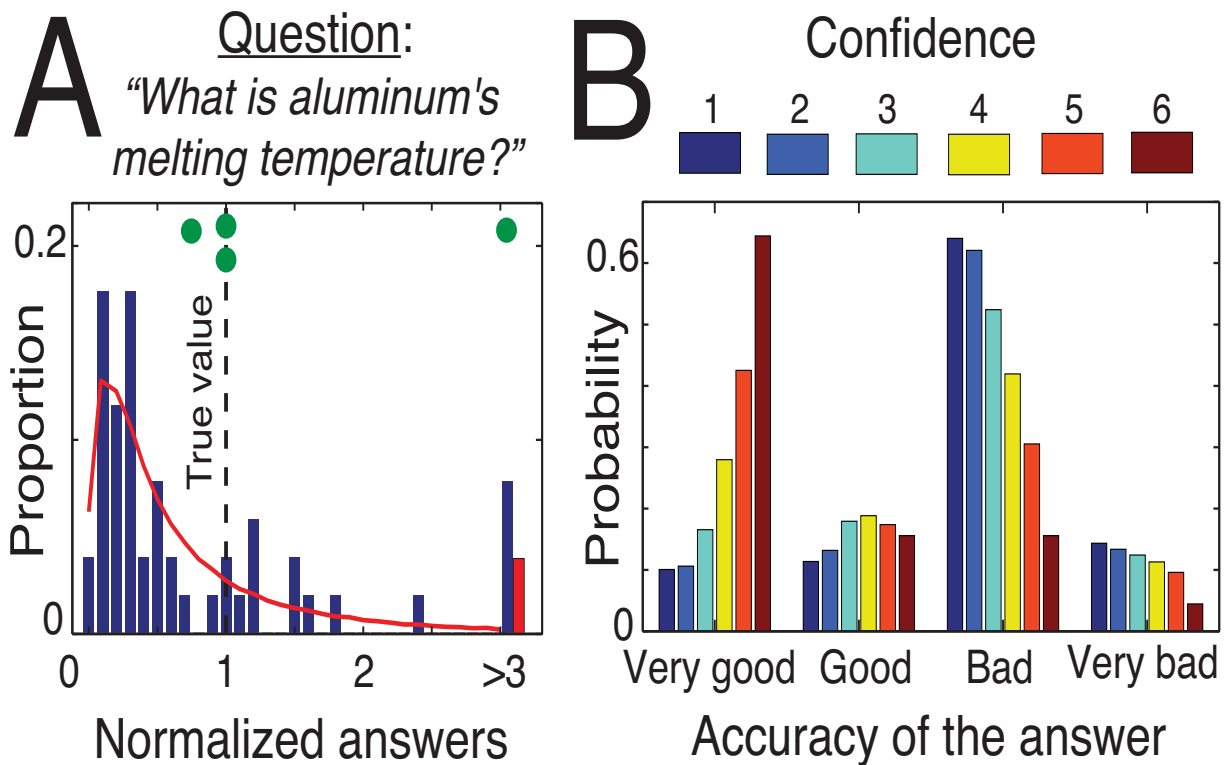 A
Question:
“What is aluminum's
melting temperature?”
0.2
0
Proportion
True value
0
1
2
>3
Normalized answers
B
Confidence
1 2 3 4 5 6
0.6
0
Probability
Very good
Good
Bad
Very bad
Accuracy of the answer